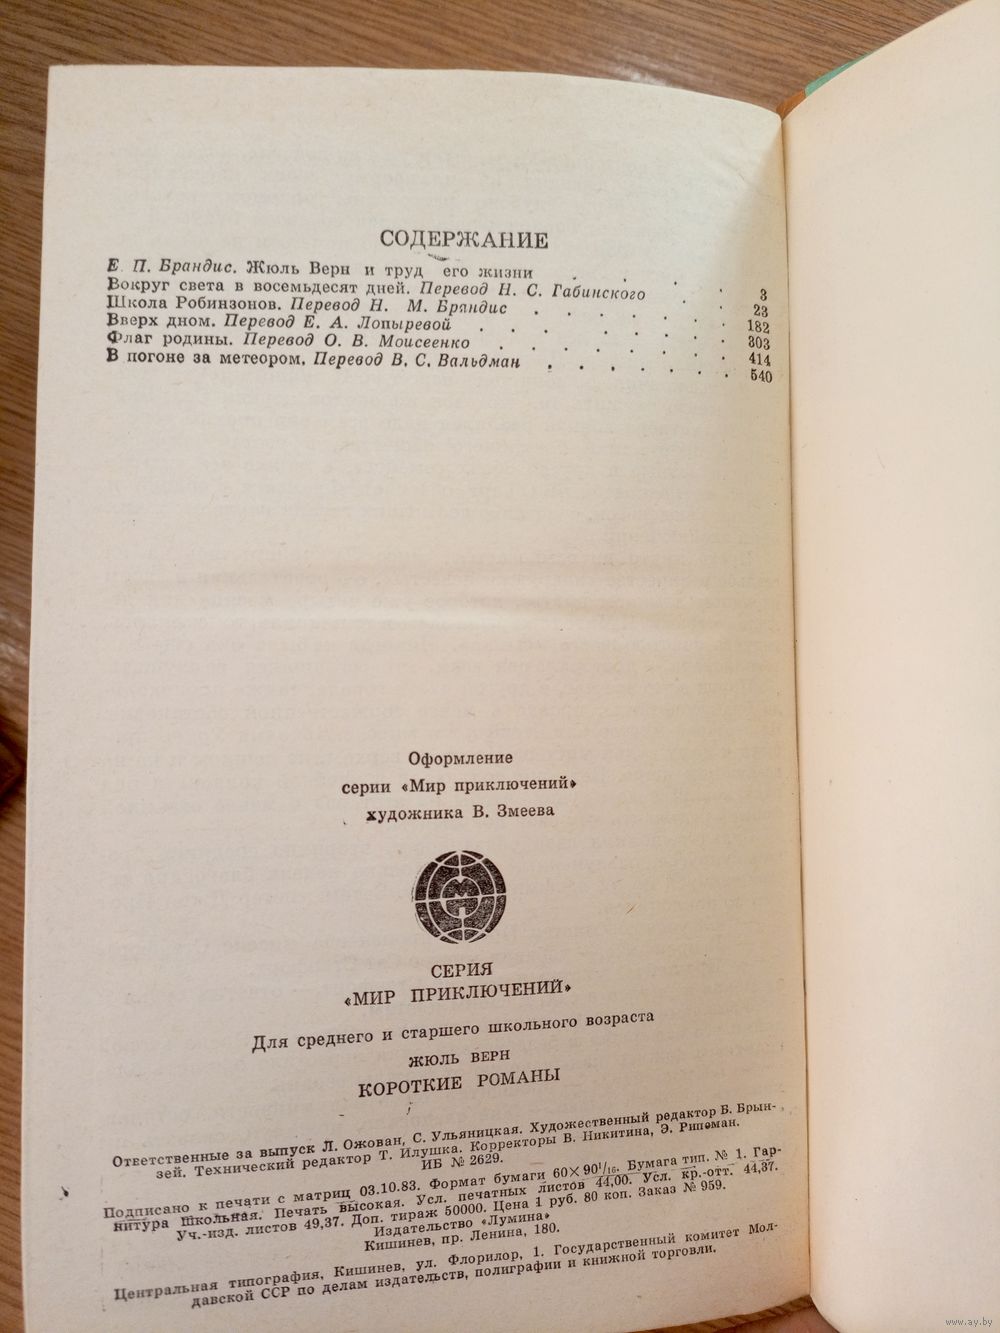 СОДЕРЖАНИЕ
Е. П. Брандис. Жюль Верн и труд его жизни . . . 3
Вокруг света в восемьдесят дней. Перевод Н. С. Габинского . . 23
Школа Робинзонов. Перевод Н. М. Брандис . . . . . . . 182
Вверх дном. Перевод Е. А. Лопыревой . . . . . . . . 303
Флаг родины. Перевод О. В. Моисеенко . . . . . . . . 414
В погоне за метеором. Перевод В. С. Вальдман . . . . . . . 540
Оформление
серии «Мир приключений»
художника В. Змеева
МП
СЕРИЯ
«МИР ПРИКЛЮЧЕНИЙ»
Для среднего и старшего школьного возраста
ЖЮЛЬ ВЕРН
КОРОТКИЕ РОМАНЫ
Ответственные за выпуск Л. Ожован, С. Ульяницкая. Художественный редактор Б. Брын-
зей. Технический редактор Т. Илушка. Корректоры В. Никитина, Э. Рипеман.
ИБ № 2629.
Подписано к печати с матриц 03.10.83. Формат бумаги 60×90 1/16. Бумага тип. № 1. Гар-
нитура Школьная. Печать высокая. Усл. печатных листов 44,00. Усл. кр.-отт. 44,37.
Уч.-изд. листов 49,37. Доп. тираж 50000. Цена 1 руб. 80 коп. Заказ № 959.
Издательство «Лумина»
Кишинев, пр. Ленина, 180.
Центральная типография, Кишинев, ул. Флорилор, 1. Государственный комитет Мол-
давской ССР по делам издательств, полиграфии и книжной торговли.
www.ay.by